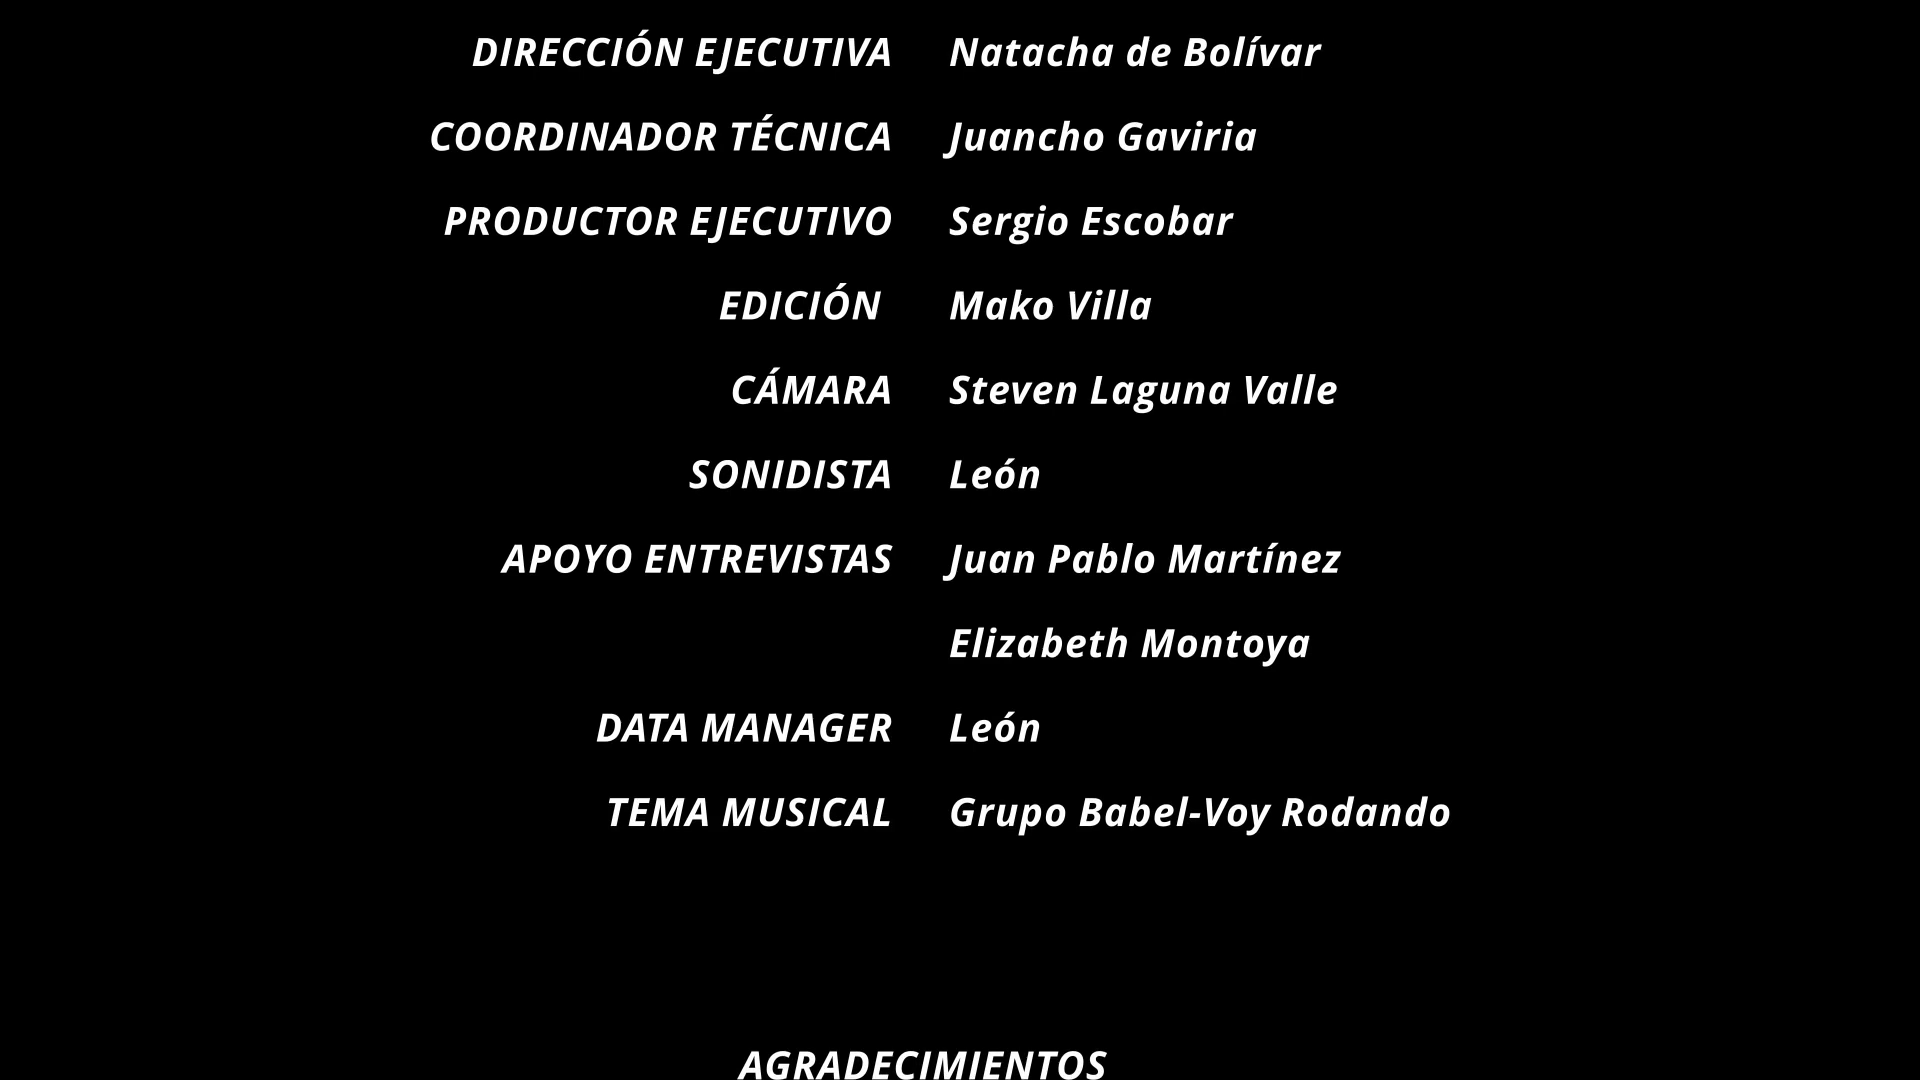 DIRECCIÓN EJECUTIVA Natacha de Bolívar
COORDINADOR TÉCNICA Juancho Gaviria
PRODUCTOR EJECUTIVO Sergio Escobar
EDICIÓN Mako Villa
CÁMARA Steven Laguna Valle
SONIDISTA León
APOYO ENTREVISTAS Juan Pablo Martínez
Elizabeth Montoya
DATA MANAGER León
TEMA MUSICAL Grupo Babel-Voy Rodando
AGRADECIMIENTOS